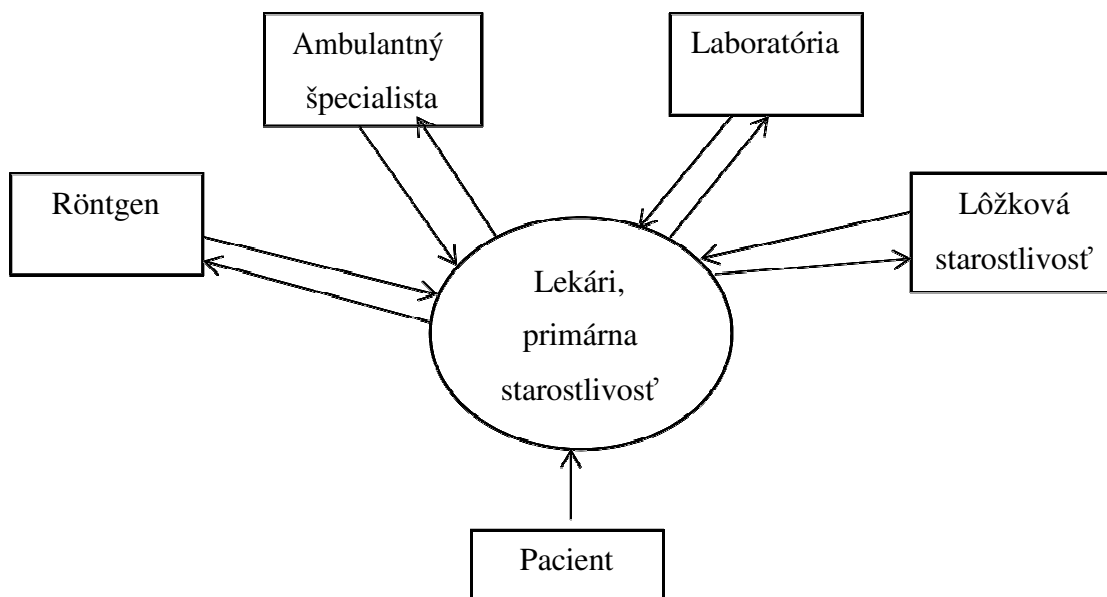 Ambulantný
špecialista
Laboratória
Röntgen
Lôžková
starostlivosť
Lekári,
primárna
starostlivosť
Pacient